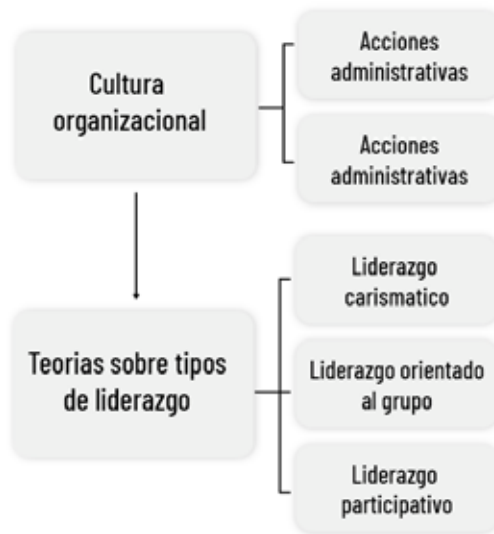 Cultura
organizacional
Acciones
administrativas
Acciones
administrativas
Teorias sobre tipos
de liderazgo
Liderazgo
carismatico
Liderazgo orientado
al grupo
Liderazgo
participativo